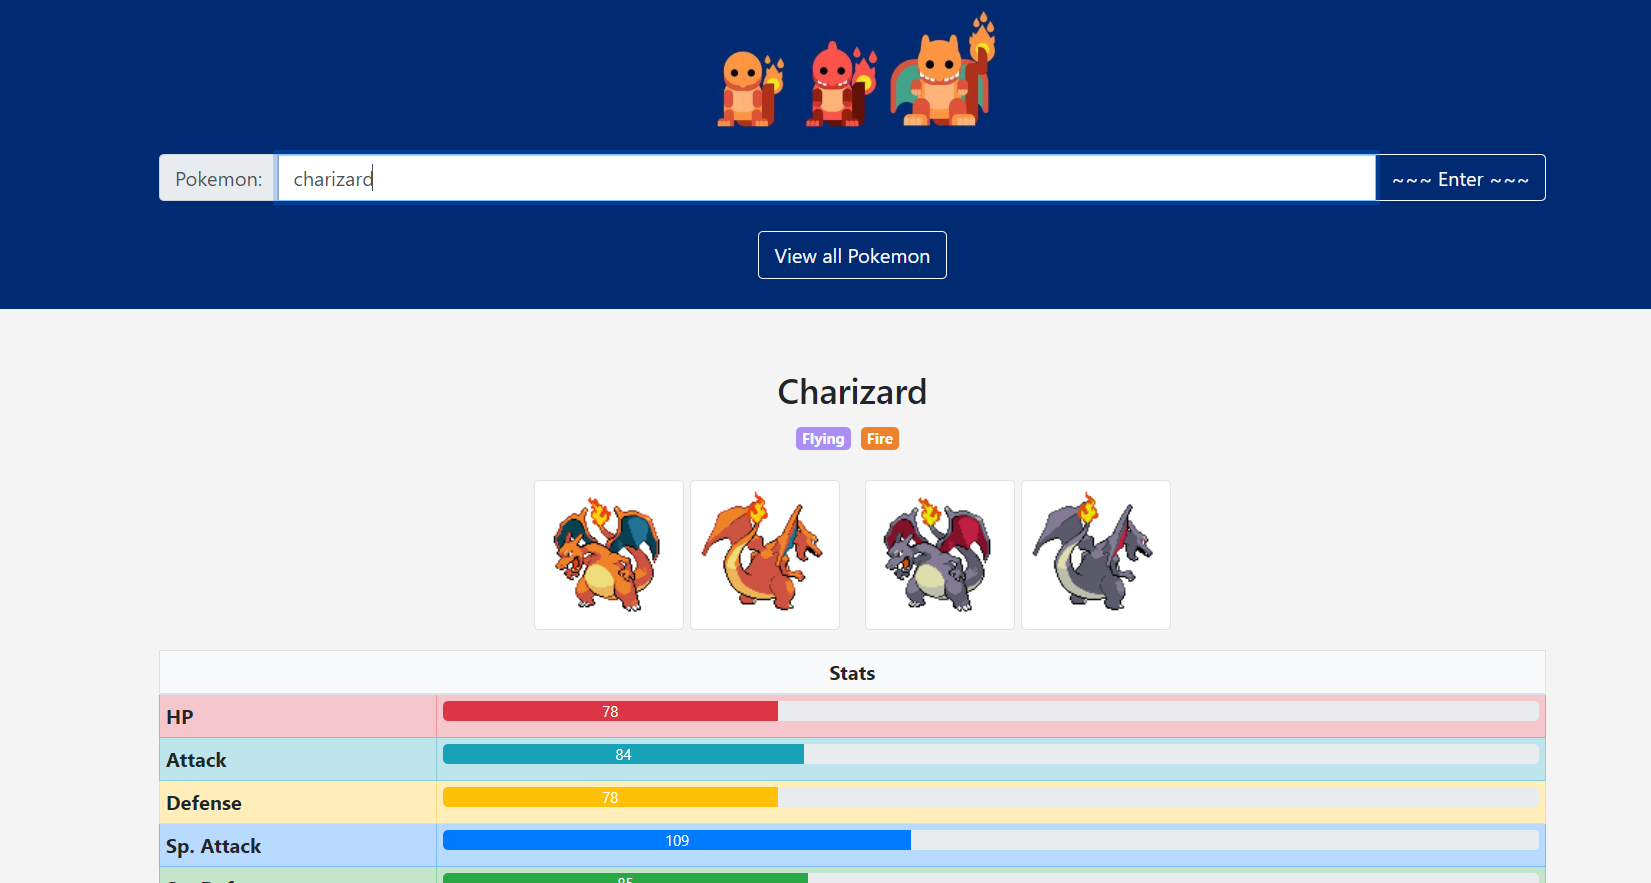 Pokemon: charizard ~~~ Enter ~~~
View all Pokemon
Charizard
Flying Fire
Stats
HP 78
Attack 84
Defense 78
Sp. Attack 109
85